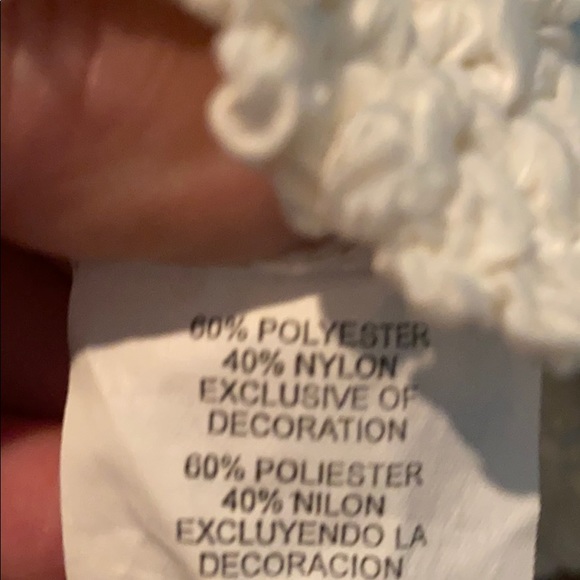 60% POLYESTER
40% NYLON
EXCLUSIVE OF
DECORATION
60% POLIESTER
40% NILON
EXCLUYENDO LA
DECORACION